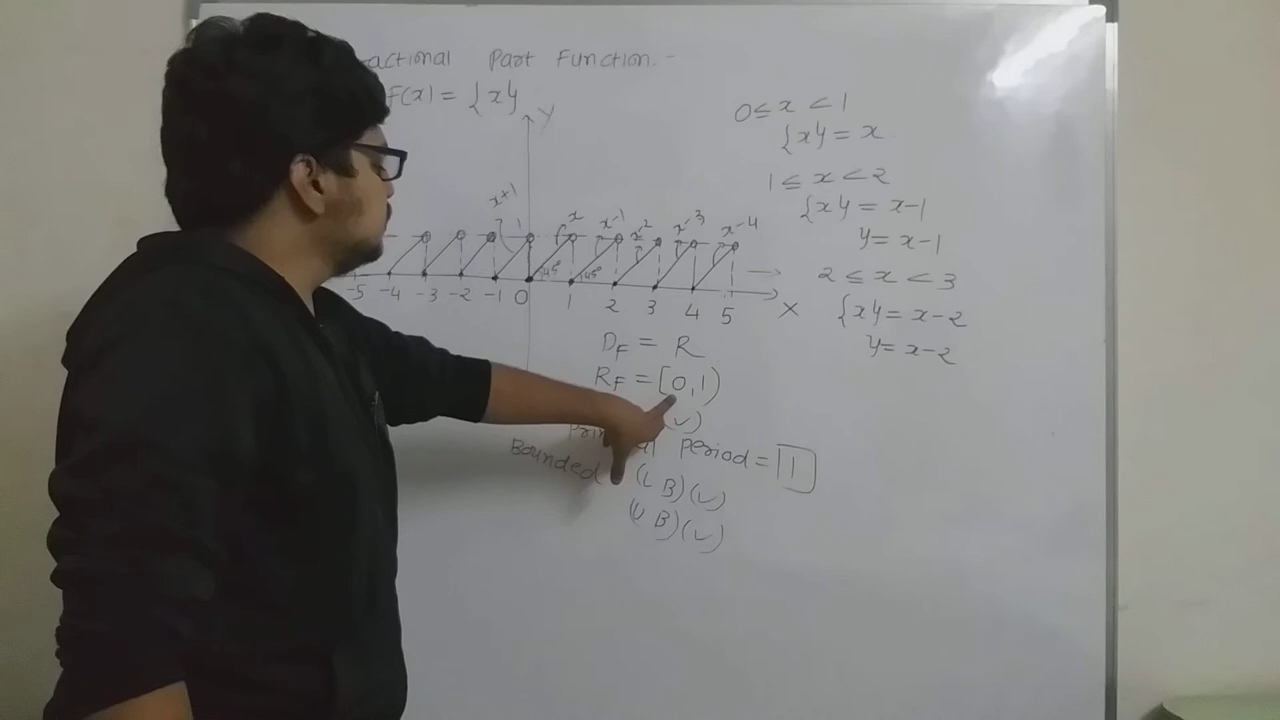 actional Part Function.-
F(x) = {x}
Y
x+1 1 x x-1 x-2 x-3 x-4
45° 45°
-5 -4 -3 -2 -1 0 1 2 3 4 5 X
D_F = R
R_F = [0,1)
(✓)
Period = 1
Bounded (L B)(✓)
(U B)(✓)
0 ≤ x < 1
{x} = x
1 ≤ x < 2
{x} = x-1
y = x-1
2 ≤ x < 3
{x} = x-2
y = x-2